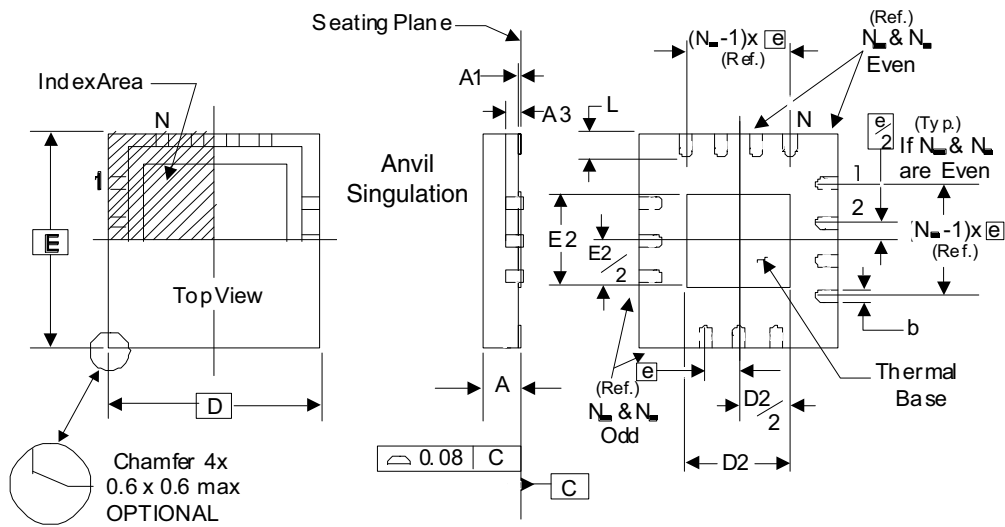 Seating Plane
Index Area
N
1
E
Top View
D
Chamfer 4x
0.6 x 0.6 max
OPTIONAL
Anvil
Singulation
A1
A3
A
0.08 C
C
L
E2
E2/2
(N -1)x e
(Ref.)
(Ref.)
N & N
Even
N
e/2
(Typ.)
If N & N
are Even
1
2
(N -1)x e
(Ref.)
b
Thermal
Base
e
(Ref.)
N & N
Odd
D2/2
D2